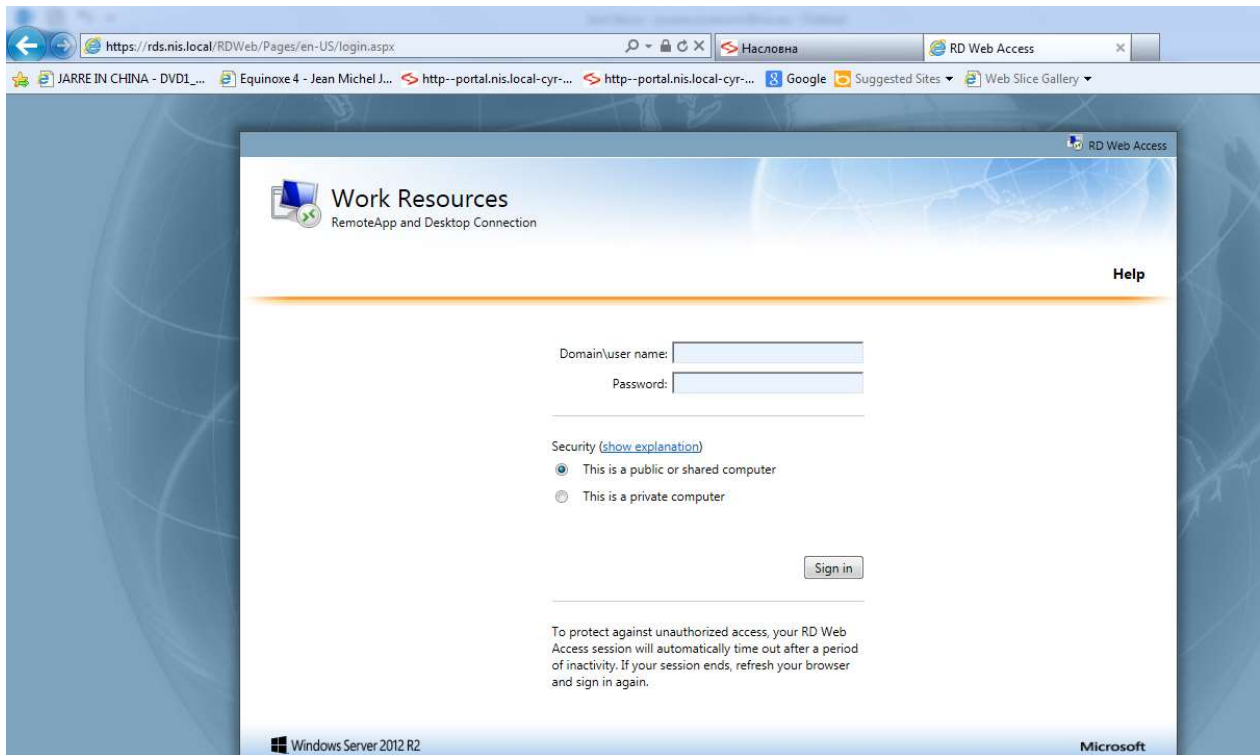 https://rds.nis.local/RDWeb/Pages/en-US/login.aspx
Насловна
RD Web Access
JARRE IN CHINA - DVD1_...
Equinoxe 4 - Jean Michel J...
http--portal.nis.local-cyr-...
http--portal.nis.local-cyr-...
Google
Suggested Sites
Web Slice Gallery
RD Web Access
Work Resources
RemoteApp and Desktop Connection
Help
Domain\user name:
Password:
Security (show explanation)
This is a public or shared computer
This is a private computer
Sign in
To protect against unauthorized access, your RD Web
Access session will automatically time out after a period
of inactivity. If your session ends, refresh your browser
and sign in again.
Windows Server 2012 R2
Microsoft